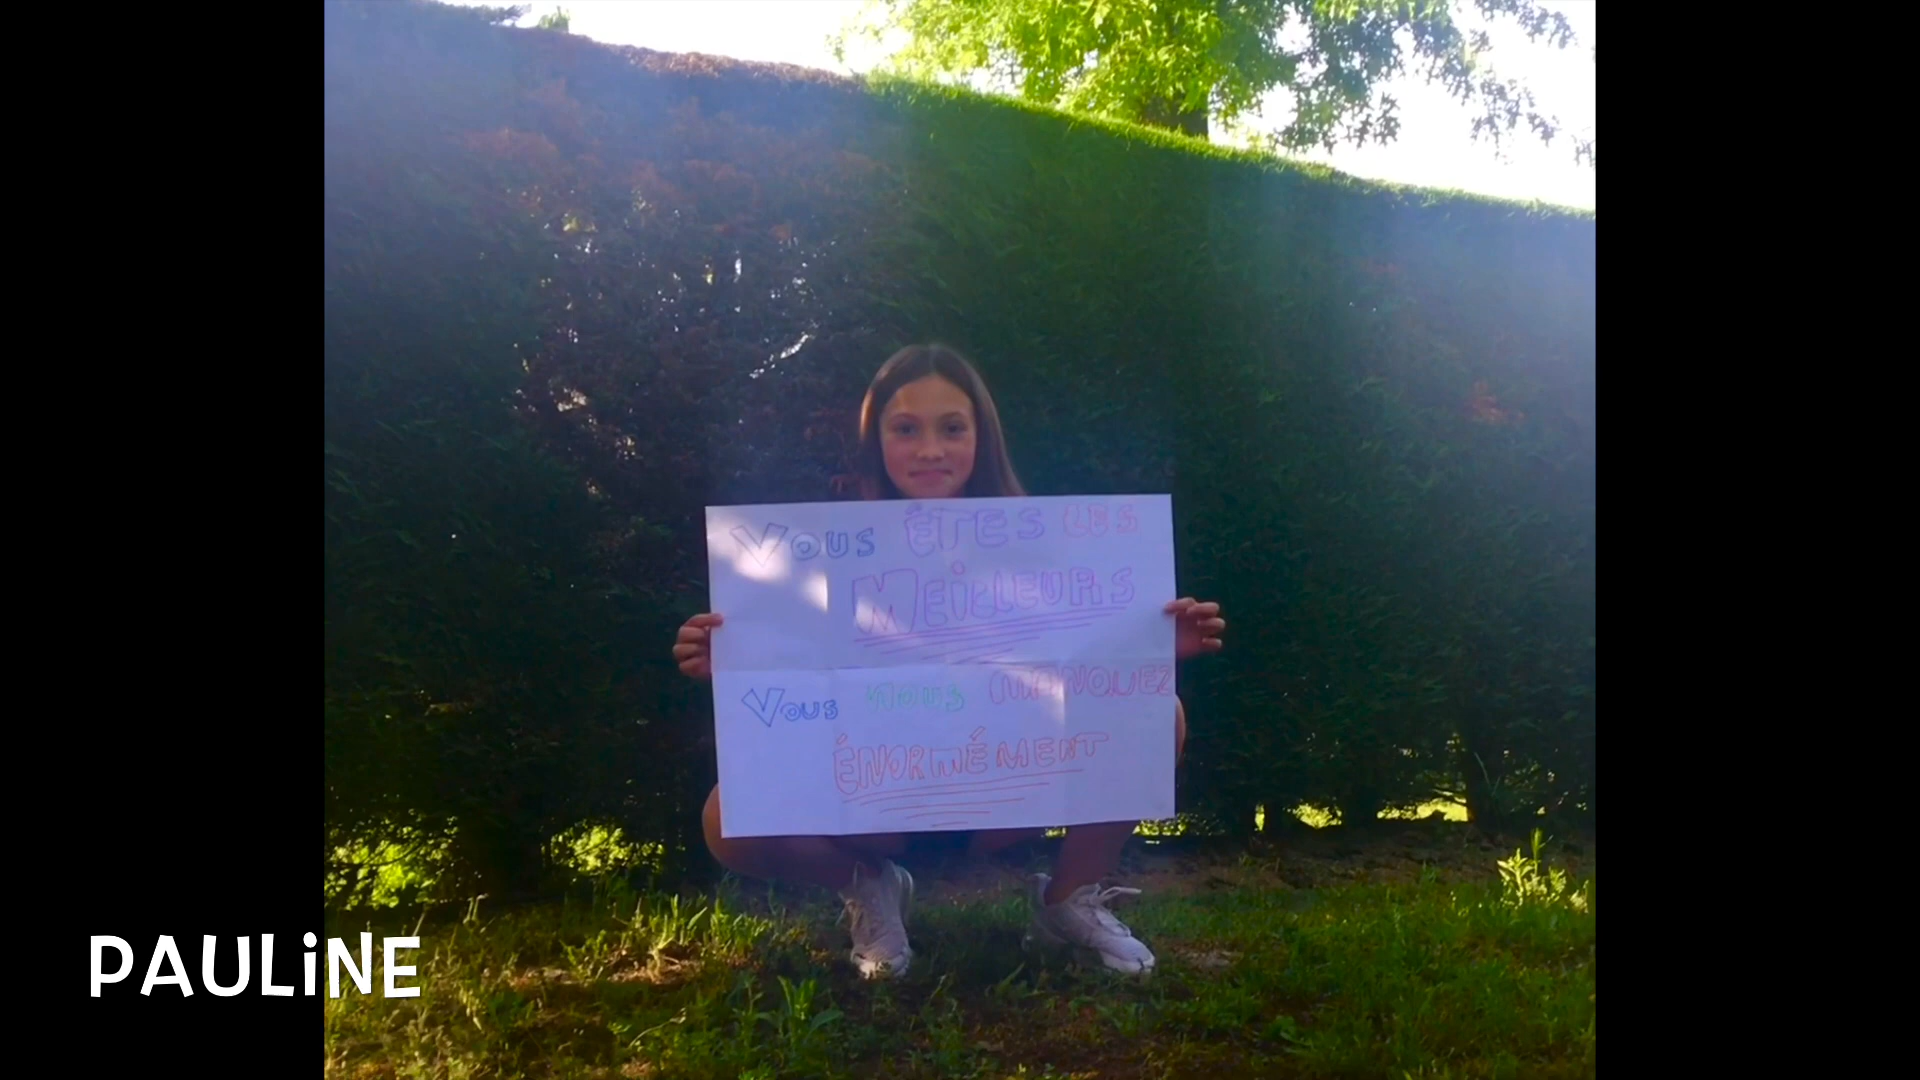 Vous êtes les
Meilleurs
Vous nous manquez
énormément
PAULiNE